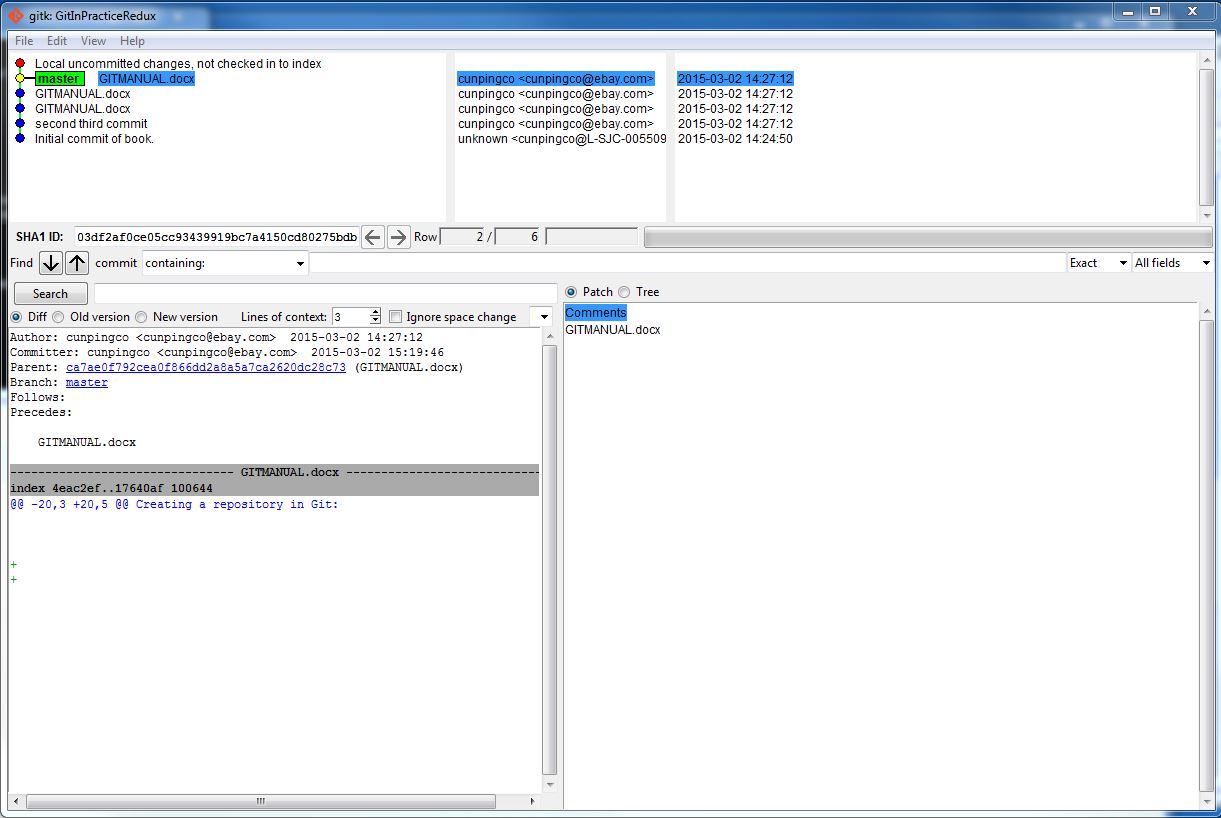 gitk: GitInPracticeRedux
File Edit View Help
Local uncommitted changes, not checked in to index
master GITMANUAL.docx cunpingco <cunpingco@ebay.com> 2015-03-02 14:27:12
GITMANUAL.docx cunpingco <cunpingco@ebay.com> 2015-03-02 14:27:12
GITMANUAL.docx cunpingco <cunpingco@ebay.com> 2015-03-02 14:27:12
second third commit cunpingco <cunpingco@ebay.com> 2015-03-02 14:27:12
Initial commit of book. unknown <cunpingco@L-SJC-005509 2015-03-02 14:24:50
SHA1 ID: 03df2af0ce05cc93439919bc7a4150cd80275bdb Row 2 / 6
Find commit containing: Exact All fields
Search Patch Tree
Diff Old version New version Lines of context: 3 Ignore space change
Comments
GITMANUAL.docx
Author: cunpingco <cunpingco@ebay.com> 2015-03-02 14:27:12
Committer: cunpingco <cunpingco@ebay.com> 2015-03-02 15:19:46
Parent: ca7ae0f792cea0f866dd2a8a5a7ca2620dc28c73 (GITMANUAL.docx)
Branch: master
Follows:
Precedes:
GITMANUAL.docx
-------------------------------- GITMANUAL.docx ----------------------------
index 4eac2ef..17640af 100644
@@ -20,3 +20,5 @@ Creating a repository in Git:
+
+